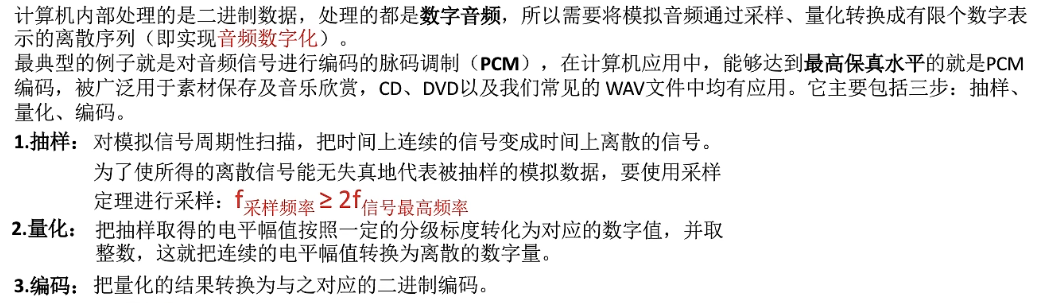 计算机内部处理的是二进制数据，处理的都是数字音频，所以需要将模拟音频通过采样、量化转换成有限个数字表
示的离散序列（即实现音频数字化）。
最典型的例子就是对音频信号进行编码的脉码调制（PCM），在计算机应用中，能够达到最高保真水平的就是PCM
编码，被广泛用于素材保存及音乐欣赏，CD、DVD以及我们常见的 WAV文件中均有应用。它主要包括三步：抽样、
量化、编码。
1.抽样：对模拟信号周期性扫描，把时间上连续的信号变成时间上离散的信号。
为了使所得的离散信号能无失真地代表被抽样的模拟数据，要使用采样
定理进行采样：f采样频率 ≥ 2f信号最高频率
2.量化：把抽样取得的电平幅值按照一定的分级标度转化为对应的数字值，并取
整数，这就把连续的电平幅值转换为离散的数字量。
3.编码：把量化的结果转换为与之对应的二进制编码。